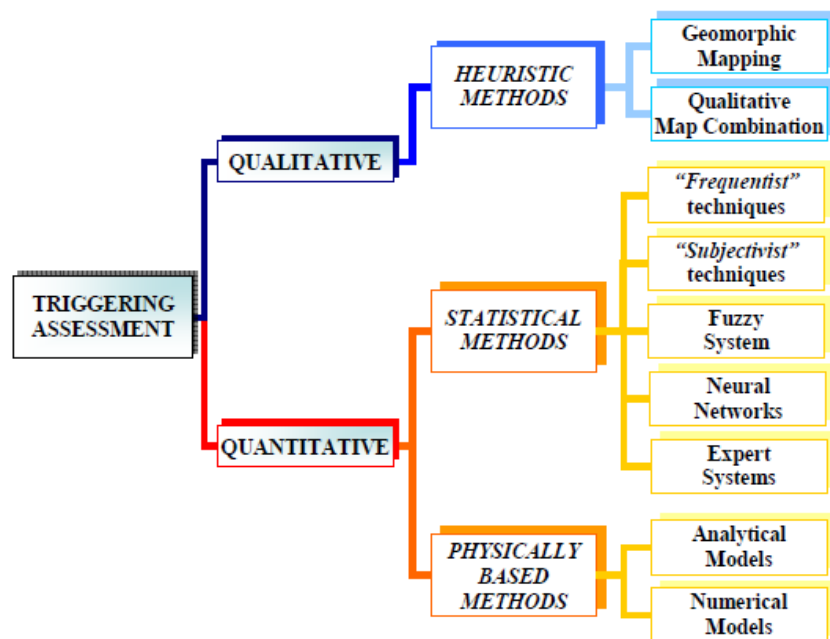 TRIGGERING
ASSESSMENT
QUALITATIVE
HEURISTIC
METHODS
Geomorphic
Mapping
Qualitative
Map Combination
QUANTITATIVE
STATISTICAL
METHODS
“Frequentist”
techniques
“Subjectivist”
techniques
Fuzzy
System
Neural
Networks
Expert
Systems
PHYSICALLY
BASED
METHODS
Analytical
Models
Numerical
Models